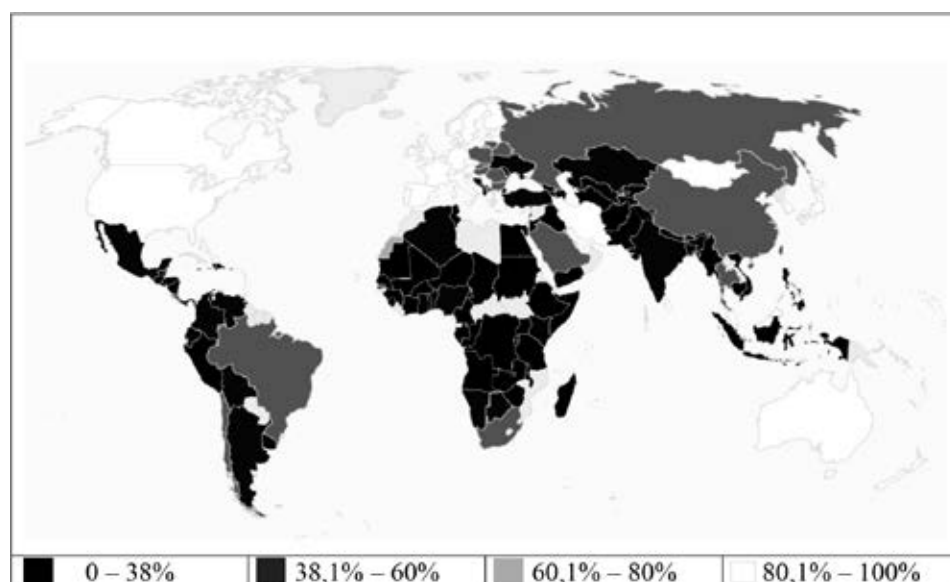 0 – 38% 38,1% – 60% 60,1% – 80% 80,1% – 100%